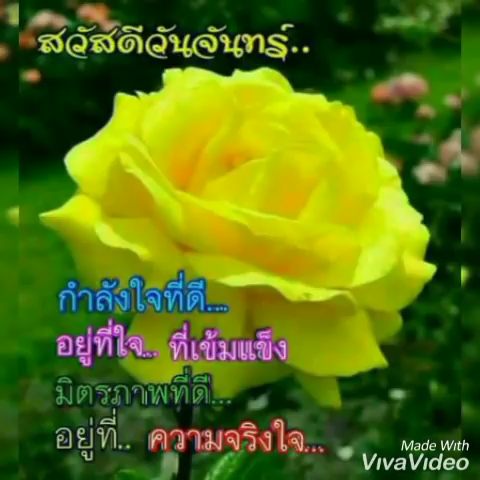 สวัสดีวันจันทร์..
กำลังใจที่ดี....
อยู่ที่ใจ... ที่เข้มแข็ง
มิตรภาพที่ดี...
อยู่ที่.. ความจริงใจ...
Made With
VivaVideo